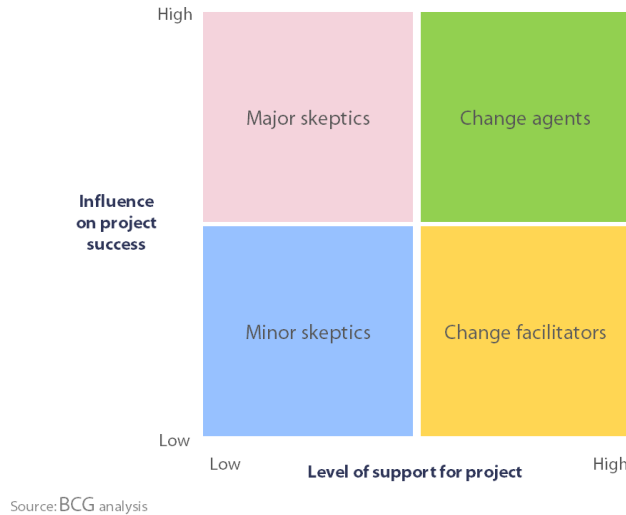 High
Major skeptics
Change agents
Influence
on project
success
Minor skeptics
Change facilitators
Low
Low
Level of support for project
High
Source: BCG analysis